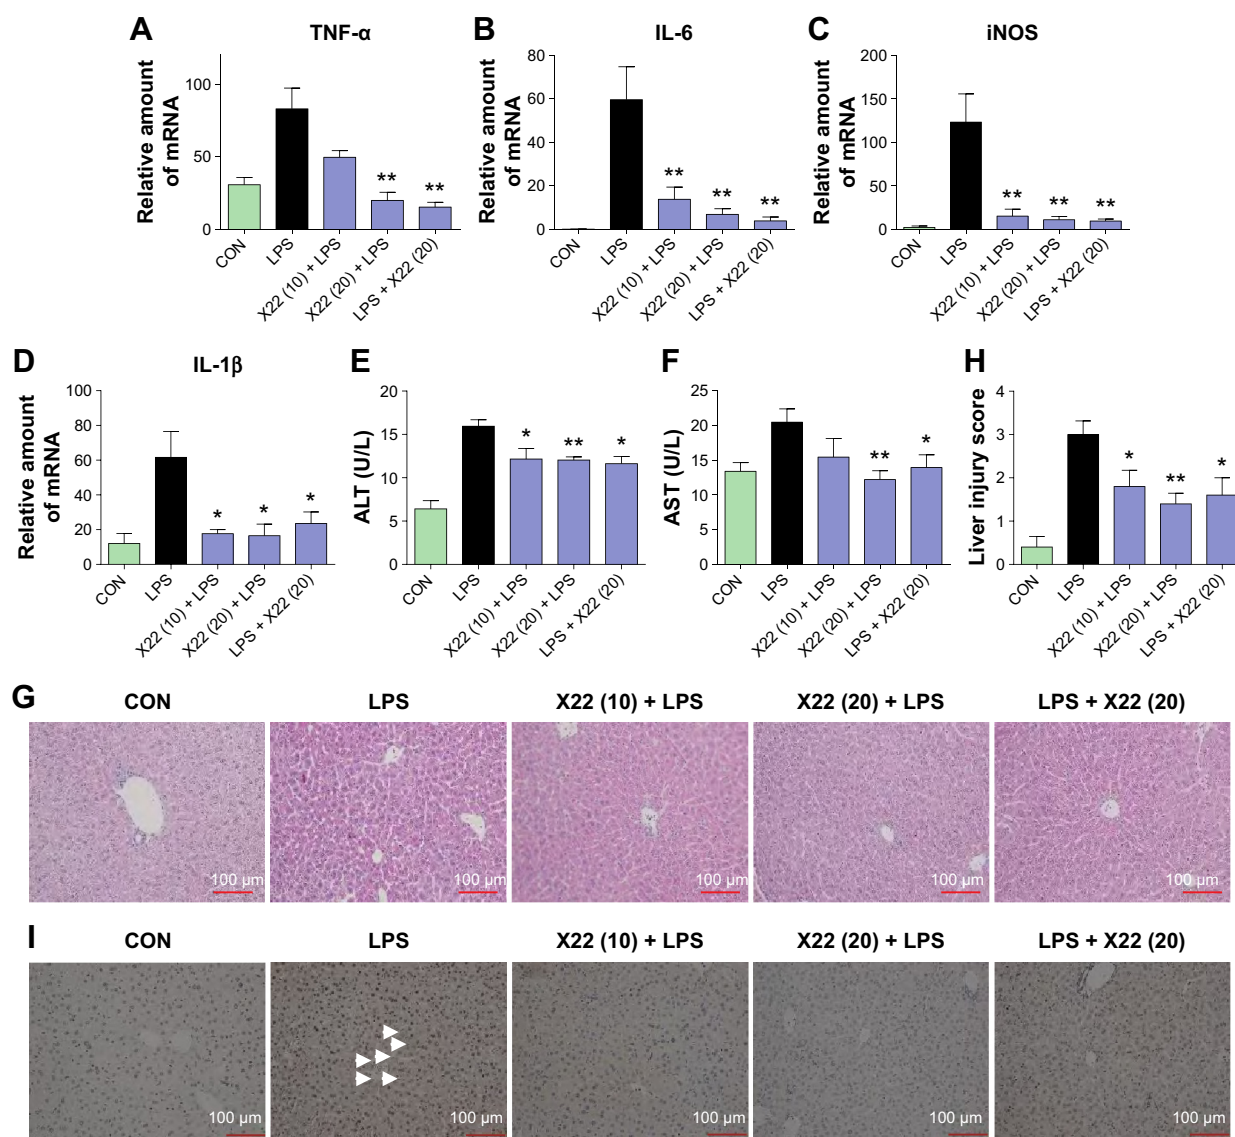 A
TNF-α
Relative amount
of mRNA
100
50
0
CON
LPS
X22 (10) + LPS
X22 (20) + LPS
LPS + X22 (20)
**
**
B
IL-6
Relative amount
of mRNA
80
60
40
20
0
CON
LPS
X22 (10) + LPS
X22 (20) + LPS
LPS + X22 (20)
**
**
**
C
iNOS
Relative amount
of mRNA
200
150
100
50
0
CON
LPS
X22 (10) + LPS
X22 (20) + LPS
LPS + X22 (20)
**
**
**
D
IL-1β
Relative amount
of mRNA
100
80
60
40
20
0
CON
LPS
X22 (10) + LPS
X22 (20) + LPS
LPS + X22 (20)
*
*
*
E
ALT (U/L)
20
15
10
5
0
CON
LPS
X22 (10) + LPS
X22 (20) + LPS
LPS + X22 (20)
*
**
*
F
AST (U/L)
25
20
15
10
5
0
CON
LPS
X22 (10) + LPS
X22 (20) + LPS
LPS + X22 (20)
**
*
H
Liver injury score
4
3
2
1
0
CON
LPS
X22 (10) + LPS
X22 (20) + LPS
LPS + X22 (20)
*
**
*
G
CON
LPS
X22 (10) + LPS
X22 (20) + LPS
LPS + X22 (20)
100 µm
100 µm
100 µm
100 µm
100 µm
I
CON
LPS
X22 (10) + LPS
X22 (20) + LPS
LPS + X22 (20)
100 µm
100 µm
100 µm
100 µm
100 µm